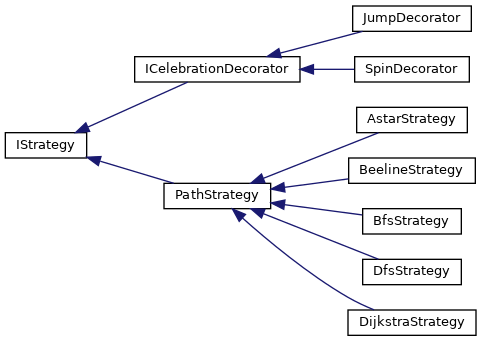 JumpDecorator
ICelebrationDecorator
SpinDecorator
AstarStrategy
IStrategy
BeelineStrategy
PathStrategy
BfsStrategy
DfsStrategy
DijkstraStrategy